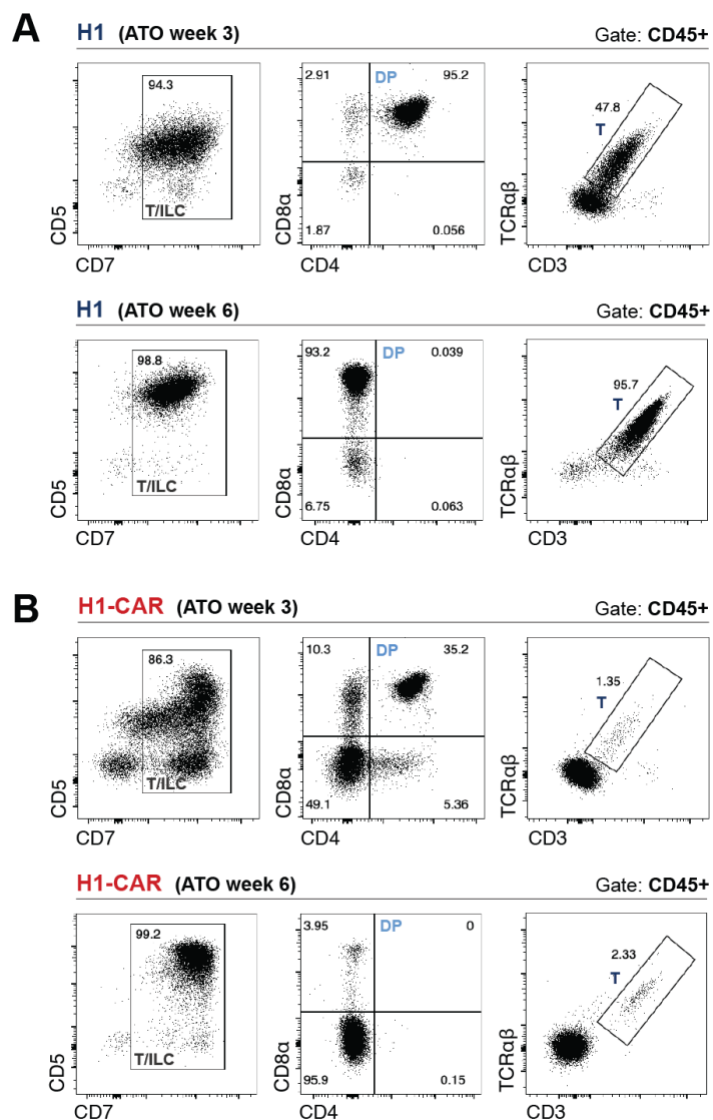 A
H1 (ATO week 3) Gate: CD45+
94.3
T/ILC
CD5
CD7
2.91 DP 95.2
1.87 0.056
CD8α
CD4
47.8
T
TCRαβ
CD3
H1 (ATO week 6) Gate: CD45+
98.8
T/ILC
CD5
CD7
93.2 DP 0.039
6.75 0.063
CD8α
CD4
95.7
T
TCRαβ
CD3
B
H1-CAR (ATO week 3) Gate: CD45+
86.3
T/ILC
CD5
CD7
10.3 DP 35.2
49.1 5.36
CD8α
CD4
1.35
T
TCRαβ
CD3
H1-CAR (ATO week 6) Gate: CD45+
99.2
T/ILC
CD5
CD7
3.95 DP 0
95.9 0.15
CD8α
CD4
2.33
T
TCRαβ
CD3